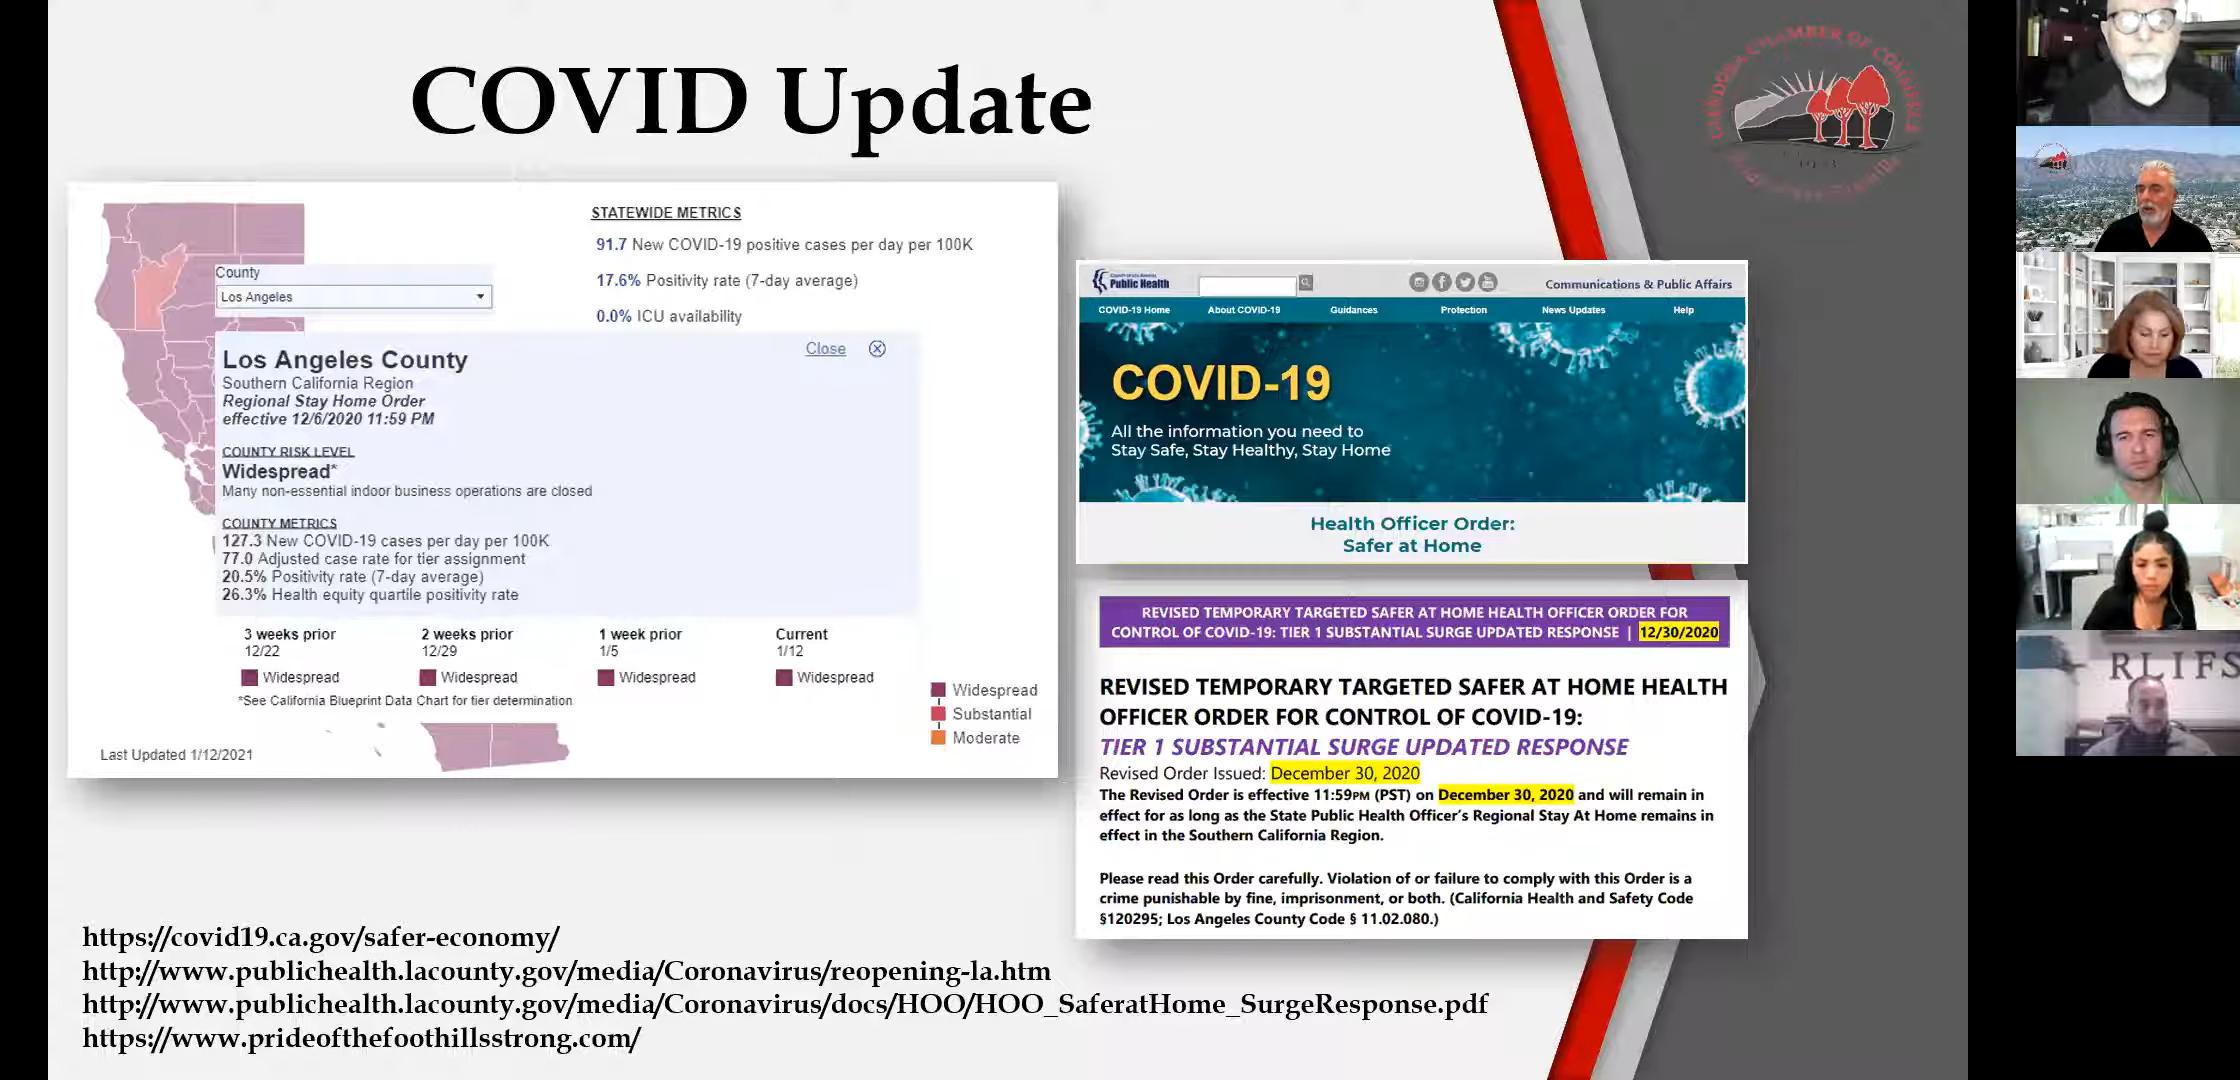 COVID Update
GLENDORA CHAMBER OF COMMERCE
County
Los Angeles
STATEWIDE METRICS
91.7 New COVID-19 positive cases per day per 100K
17.6% Positivity rate (7-day average)
0.0% ICU availability
Close
Los Angeles County
Southern California Region
Regional Stay Home Order
effective 12/6/2020 11:59 PM
COUNTY RISK LEVEL
Widespread*
Many non-essential indoor business operations are closed
COUNTY METRICS
127.3 New COVID-19 cases per day per 100K
77.0 Adjusted case rate for tier assignment
20.5% Positivity rate (7-day average)
26.3% Health equity quartile positivity rate
3 weeks prior 2 weeks prior 1 week prior Current
12/22 12/29 1/5 1/12
Widespread Widespread Widespread Widespread
*See California Blueprint Data Chart for tier determination
Widespread
Substantial
Moderate
Last Updated 1/12/2021
Public Health
Communications & Public Affairs
COVID-19 Home About COVID-19 Guidances Protection News Updates Help
COVID-19
All the information you need to
Stay Safe, Stay Healthy, Stay Home
Health Officer Order:
Safer at Home
REVISED TEMPORARY TARGETED SAFER AT HOME HEALTH OFFICER ORDER FOR
CONTROL OF COVID-19: TIER 1 SUBSTANTIAL SURGE UPDATED RESPONSE | 12/30/2020
REVISED TEMPORARY TARGETED SAFER AT HOME HEALTH
OFFICER ORDER FOR CONTROL OF COVID-19:
TIER 1 SUBSTANTIAL SURGE UPDATED RESPONSE
Revised Order Issued: December 30, 2020
The Revised Order is effective 11:59PM (PST) on December 30, 2020 and will remain in
effect for as long as the State Public Health Officer's Regional Stay At Home remains in
effect in the Southern California Region.
Please read this Order carefully. Violation of or failure to comply with this Order is a
crime punishable by fine, imprisonment, or both. (California Health and Safety Code
§120295; Los Angeles County Code § 11.02.080.)
https://covid19.ca.gov/safer-economy/
http://www.publichealth.lacounty.gov/media/Coronavirus/reopening-la.htm
http://www.publichealth.lacounty.gov/media/Coronavirus/docs/HOO/HOO_SaferatHome_SurgeResponse.pdf
https://www.prideofthefoothillsstrong.com/
RLIFS